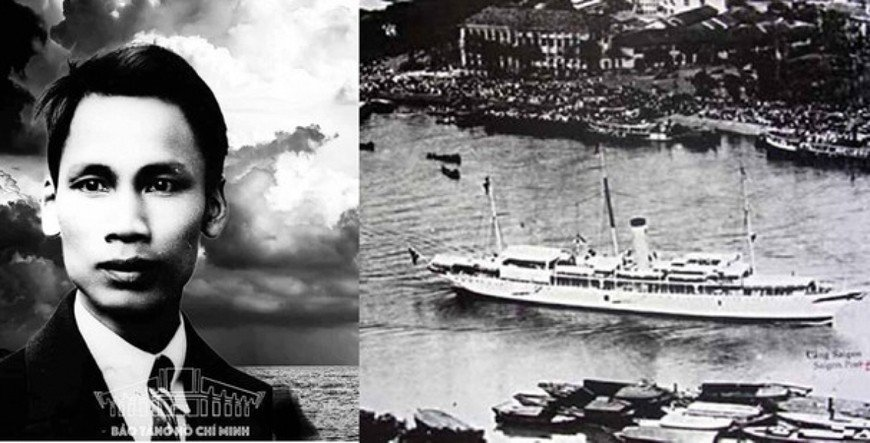 BẢO TÀNG HỒ CHÍ MINH
Cảng Saigon
Saigon Port